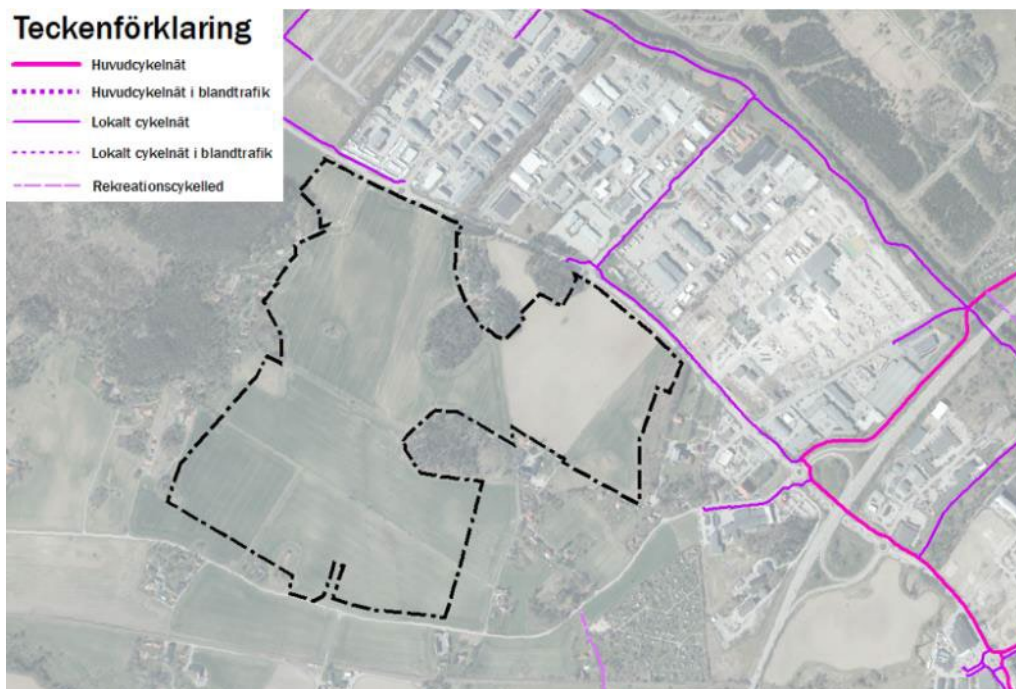 Teckenförklaring
Huvudcykelnät
Huvudcykelnät i blandtrafik
Lokalt cykelnät
Lokalt cykelnät i blandtrafik
Rekreationscykelled